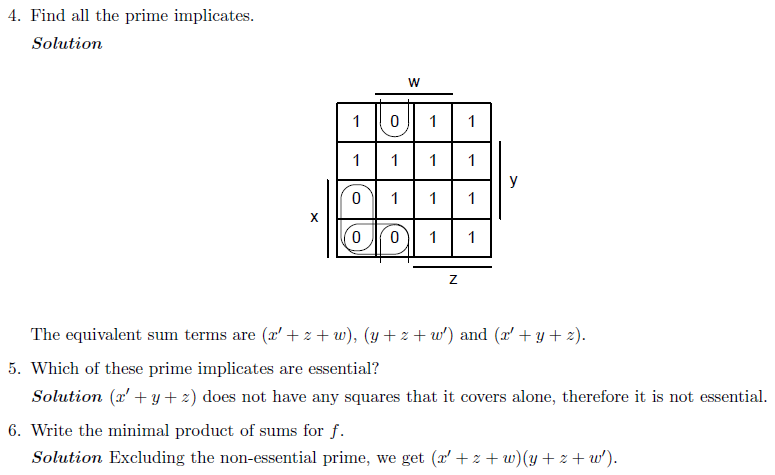 4. Find all the prime implicates.
Solution
w
1 0 1 1
1 1 1 1
y
0 1 1 1
x
0 0 1 1
z
The equivalent sum terms are (x′ + z + w), (y + z + w′) and (x′ + y + z).
5. Which of these prime implicates are essential?
Solution (x′ + y + z) does not have any squares that it covers alone, therefore it is not essential.
6. Write the minimal product of sums for f.
Solution Excluding the non-essential prime, we get (x′ + z + w)(y + z + w′).